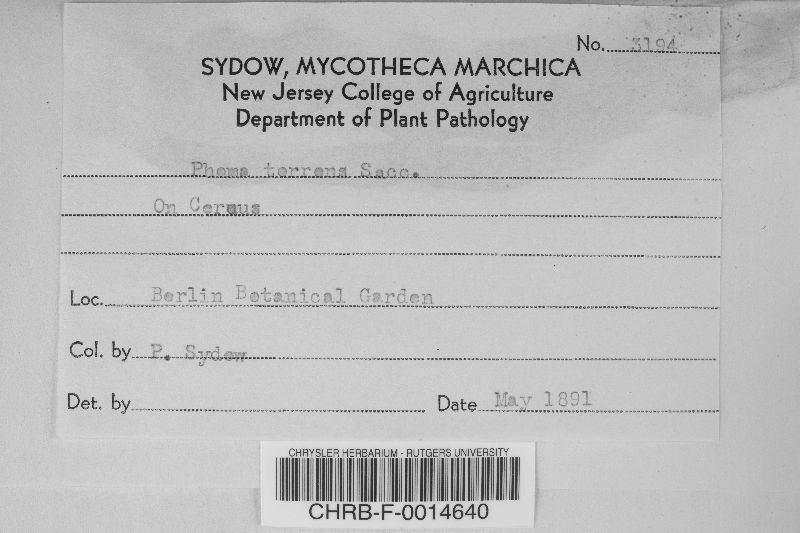 No. 3194
SYDOW, MYCOTHECA MARCHICA
New Jersey College of Agriculture
Department of Plant Pathology
Phoma torrens Sacc.
On Cereus
Loc. Berlin Botanical Garden
Col. by P. Sydow
Det. by
Date May 1891
CHRYSLER HERBARIUM - RUTGERS UNIVERSITY
CHRB-F-0014640